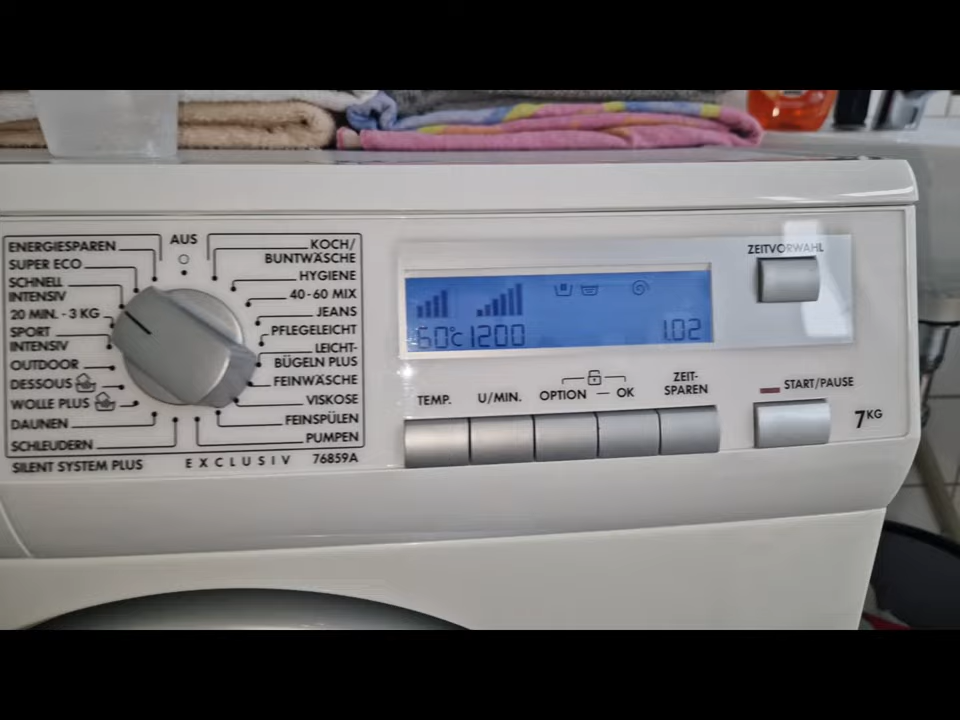 ENERGIESPAREN
SUPER ECO
SCHNELL
INTENSIV
20 MIN. - 3 KG
SPORT
INTENSIV
OUTDOOR
DESSOUS
WOLLE PLUS
DAUNEN
SCHLEUDERN
AUS
KOCH/
BUNTWÄSCHE
HYGIENE
40-60 MIX
JEANS
PFLEGELEICHT
LEICHT-
BÜGELN PLUS
FEINWÄSCHE
VISKOSE
FEINSPÜLEN
PUMPEN
SILENT SYSTEM PLUS
EXCLUSIV
76859A
60°C 1200
1.02
TEMP.
U/MIN.
OPTION — OK
ZEIT-
SPAREN
ZEITVORWAHL
START/PAUSE
7KG